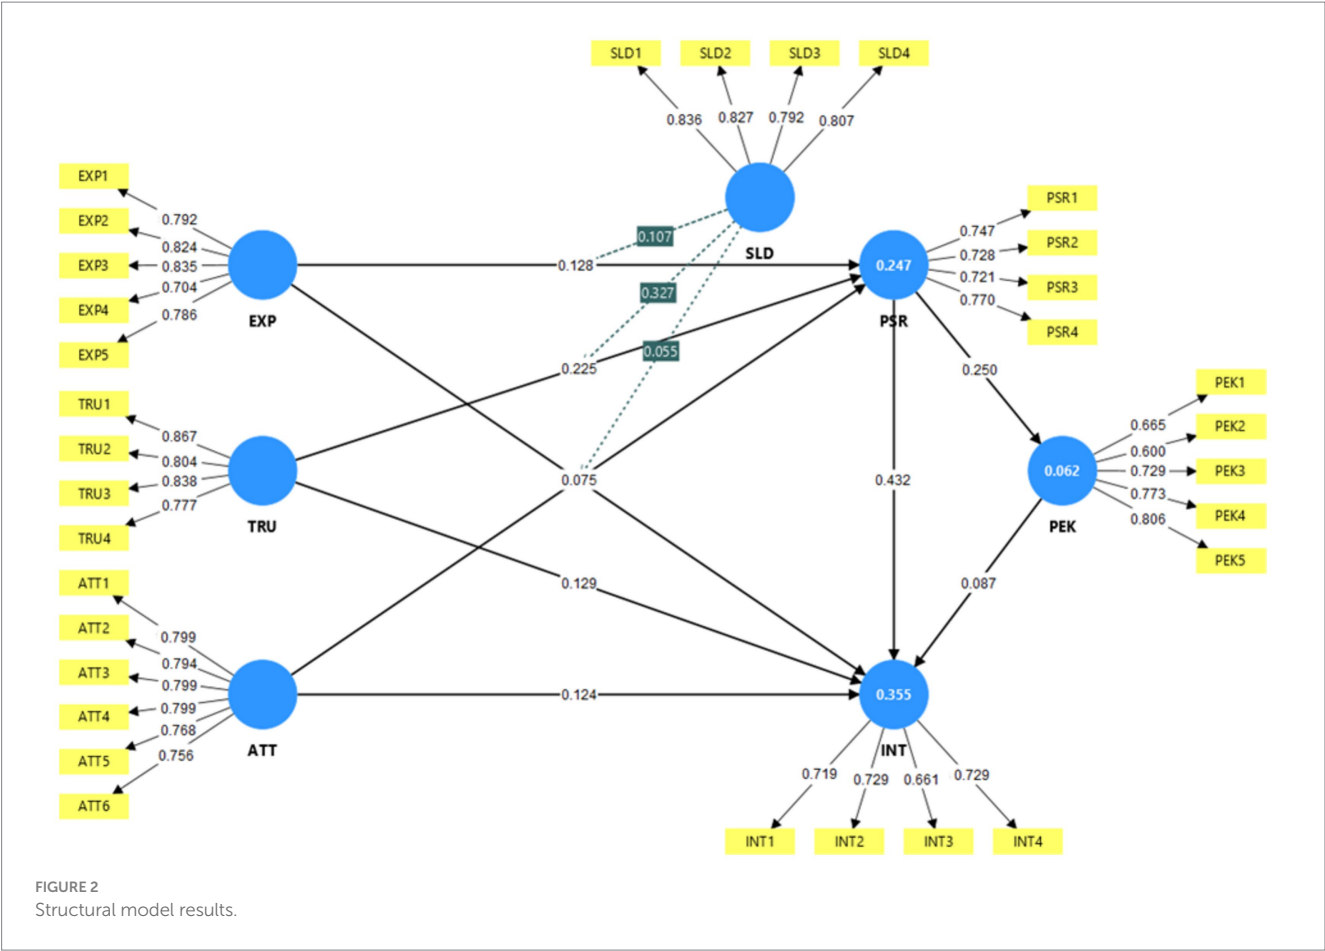 SLD1 SLD2 SLD3 SLD4
0.836 0.827 0.792 0.807
SLD
EXP1
EXP2
EXP3
EXP4
EXP5
0.792
0.824
0.835
0.704
0.786
EXP
TRU1
TRU2
TRU3
TRU4
0.867
0.804
0.838
0.777
TRU
ATT1
ATT2
ATT3
ATT4
ATT5
ATT6
0.799
0.794
0.799
0.799
0.768
0.756
ATT
0.107
0.128
0.327
0.225
0.055
0.075
0.129
0.124
0.247
PSR
0.747
0.728
0.721
0.770
PSR1
PSR2
PSR3
PSR4
0.250
0.432
0.087
0.062
PEK
0.665
0.600
0.729
0.773
0.806
PEK1
PEK2
PEK3
PEK4
PEK5
0.355
INT
0.719 0.729 0.661 0.729
INT1 INT2 INT3 INT4
FIGURE 2
Structural model results.